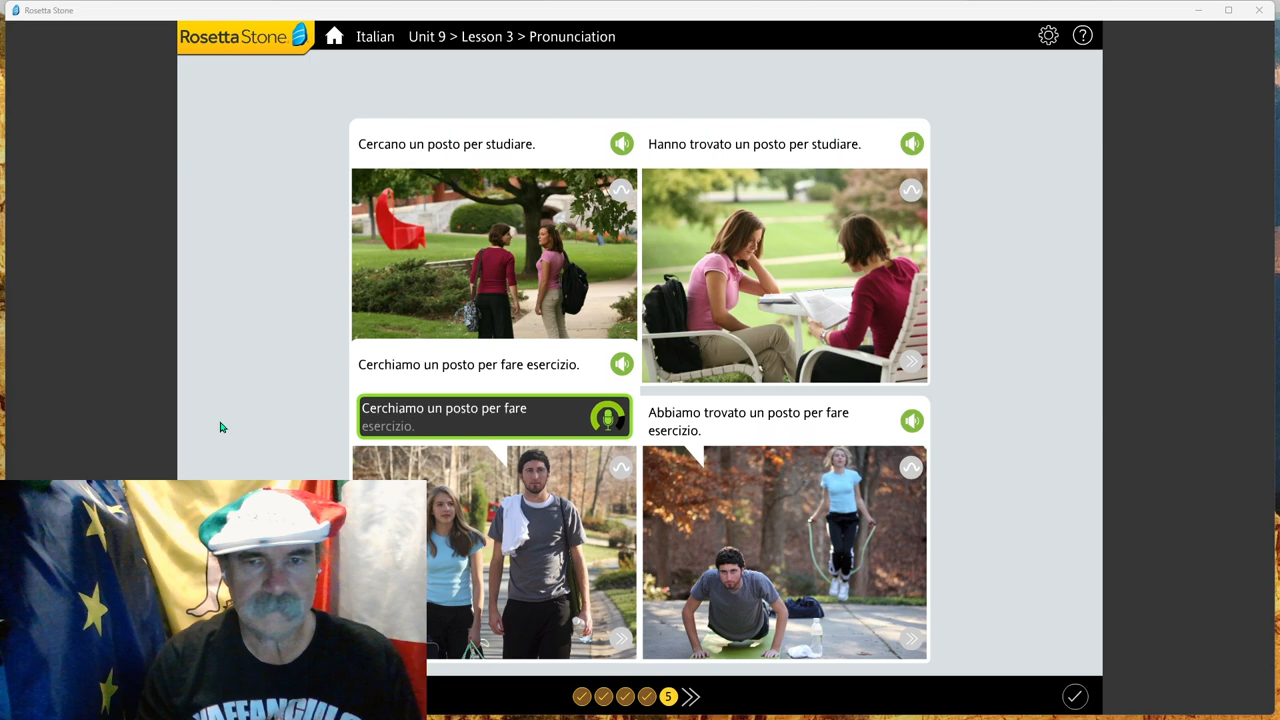 Rosetta Stone
RosettaStone
Italian Unit 9 > Lesson 3 > Pronunciation
Cercano un posto per studiare.
Hanno trovato un posto per studiare.
Cerchiamo un posto per fare esercizio.
Cerchiamo un posto per fare
esercizio.
Abbiamo trovato un posto per fare
esercizio.
5